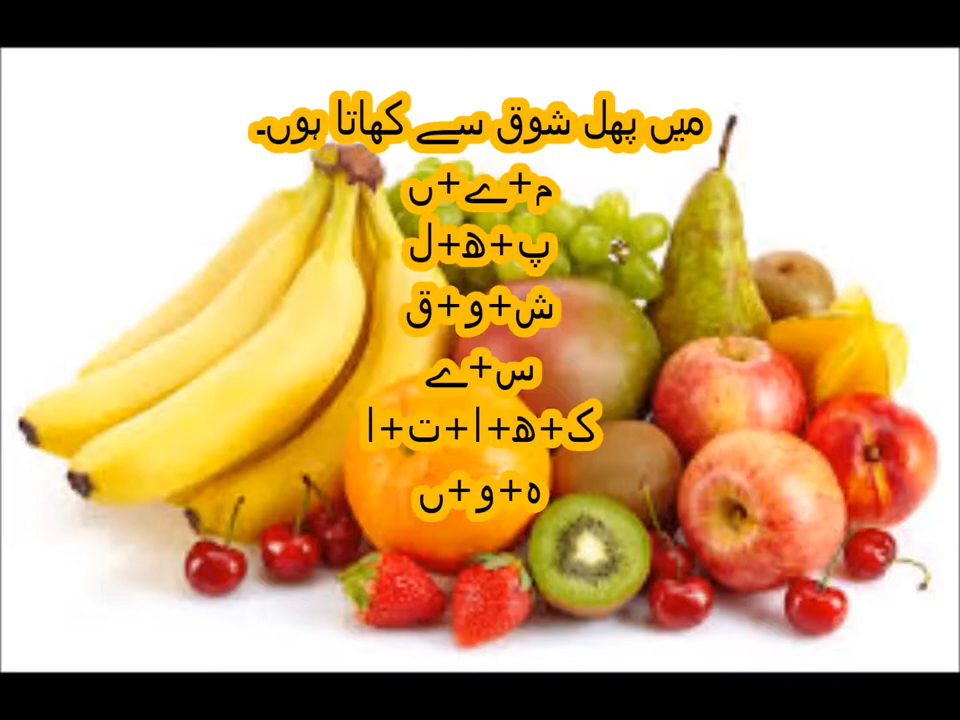 میں پھل شوق سے کھاتا ہوں۔
م+ے+ں
پ+ھ+ل
ش+و+ق
س+ے
ک+ھ+ا+ت+ا
ہ+و+ں